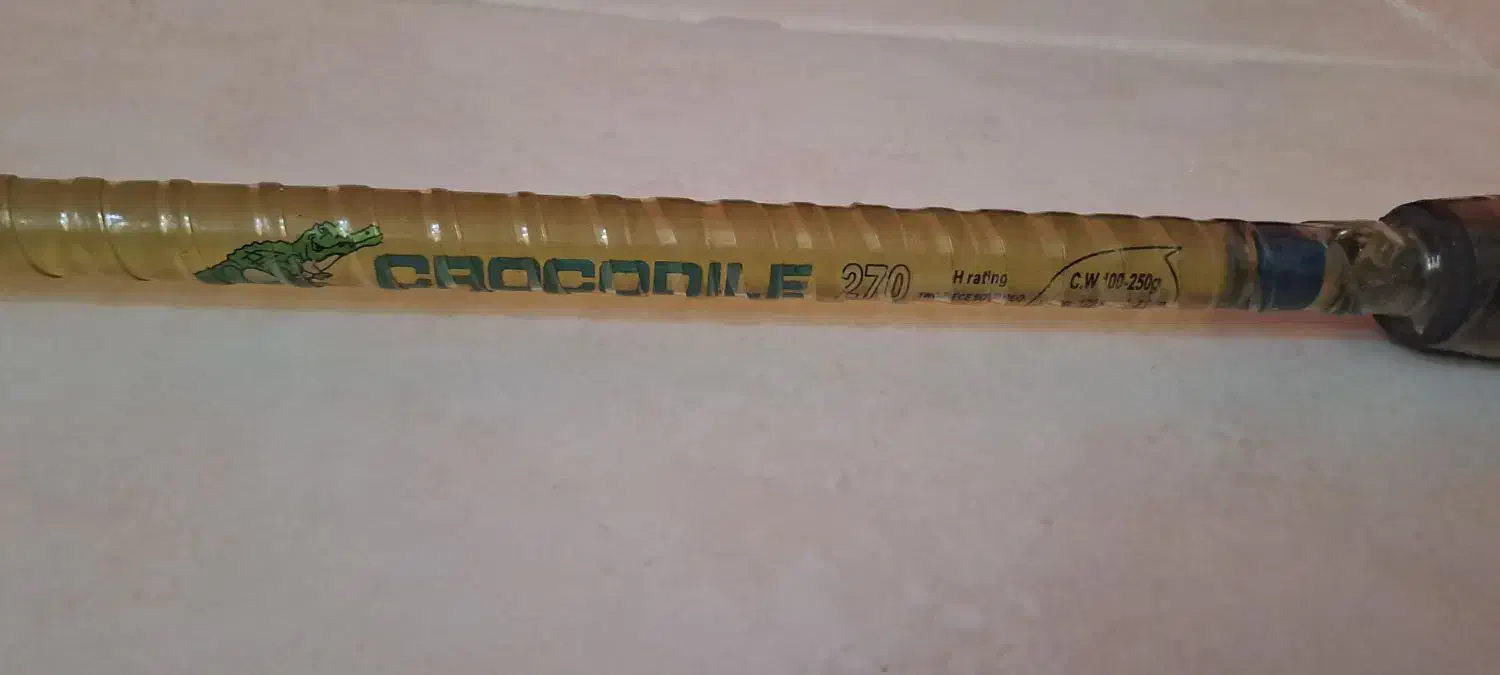 CROCODILE 270 H rating C.W 100-250g